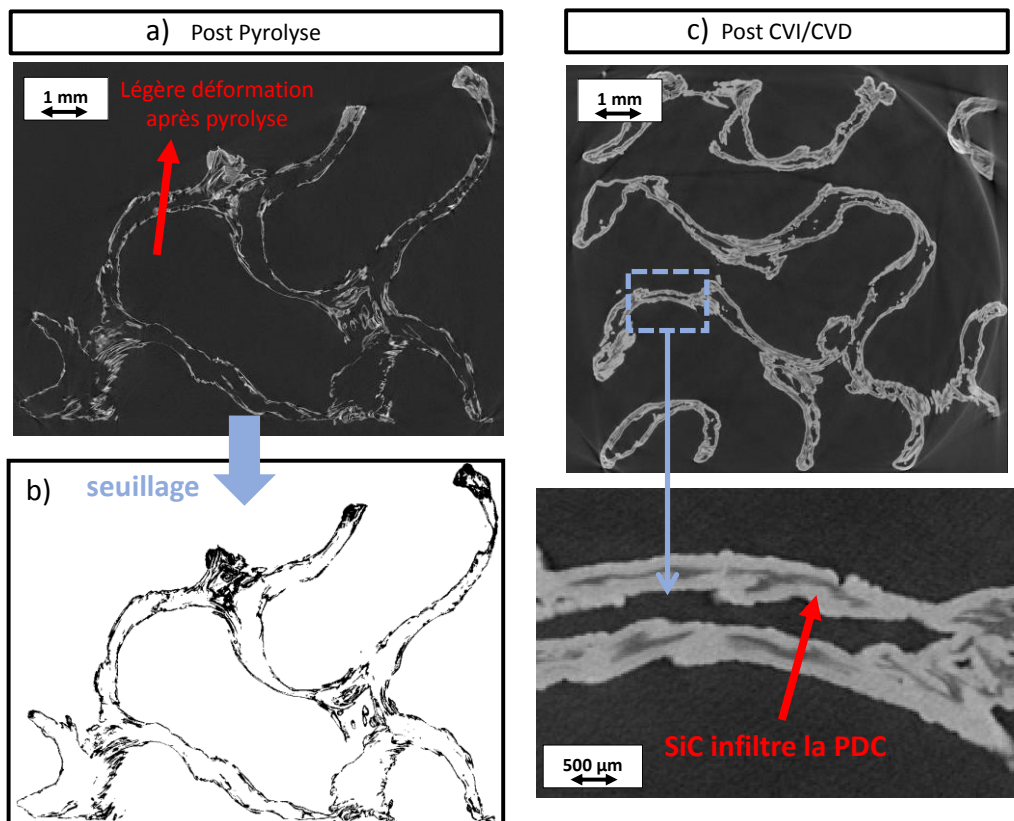 a) Post Pyrolyse
1 mm
Légère déformation
après pyrolyse
seuillage
b)
c) Post CVI/CVD
1 mm
SiC infiltre la PDC
500 µm